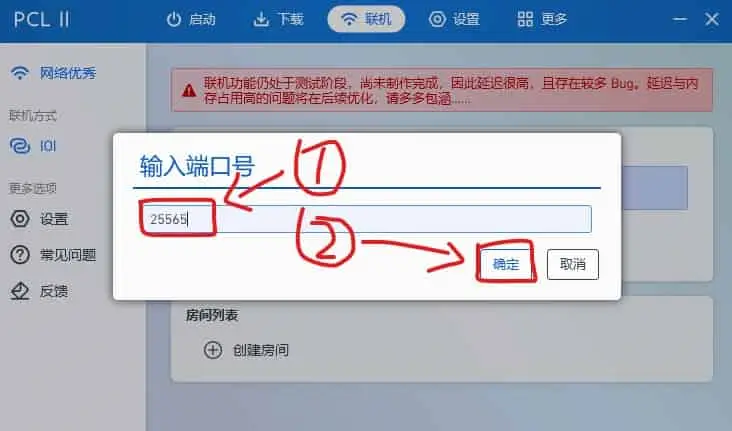 PCL II
启动
下载
联机
设置
更多
网络优秀
联机方式
IOI
更多选项
设置
常见问题
反馈
联机功能仍处于测试阶段，尚未制作完成，因此延迟很高，且存在较多 Bug。延迟与内
存占用高的问题将在后续优化，请多多包涵……
输入端口号
①
25565
②
确定
取消
房间列表
创建房间